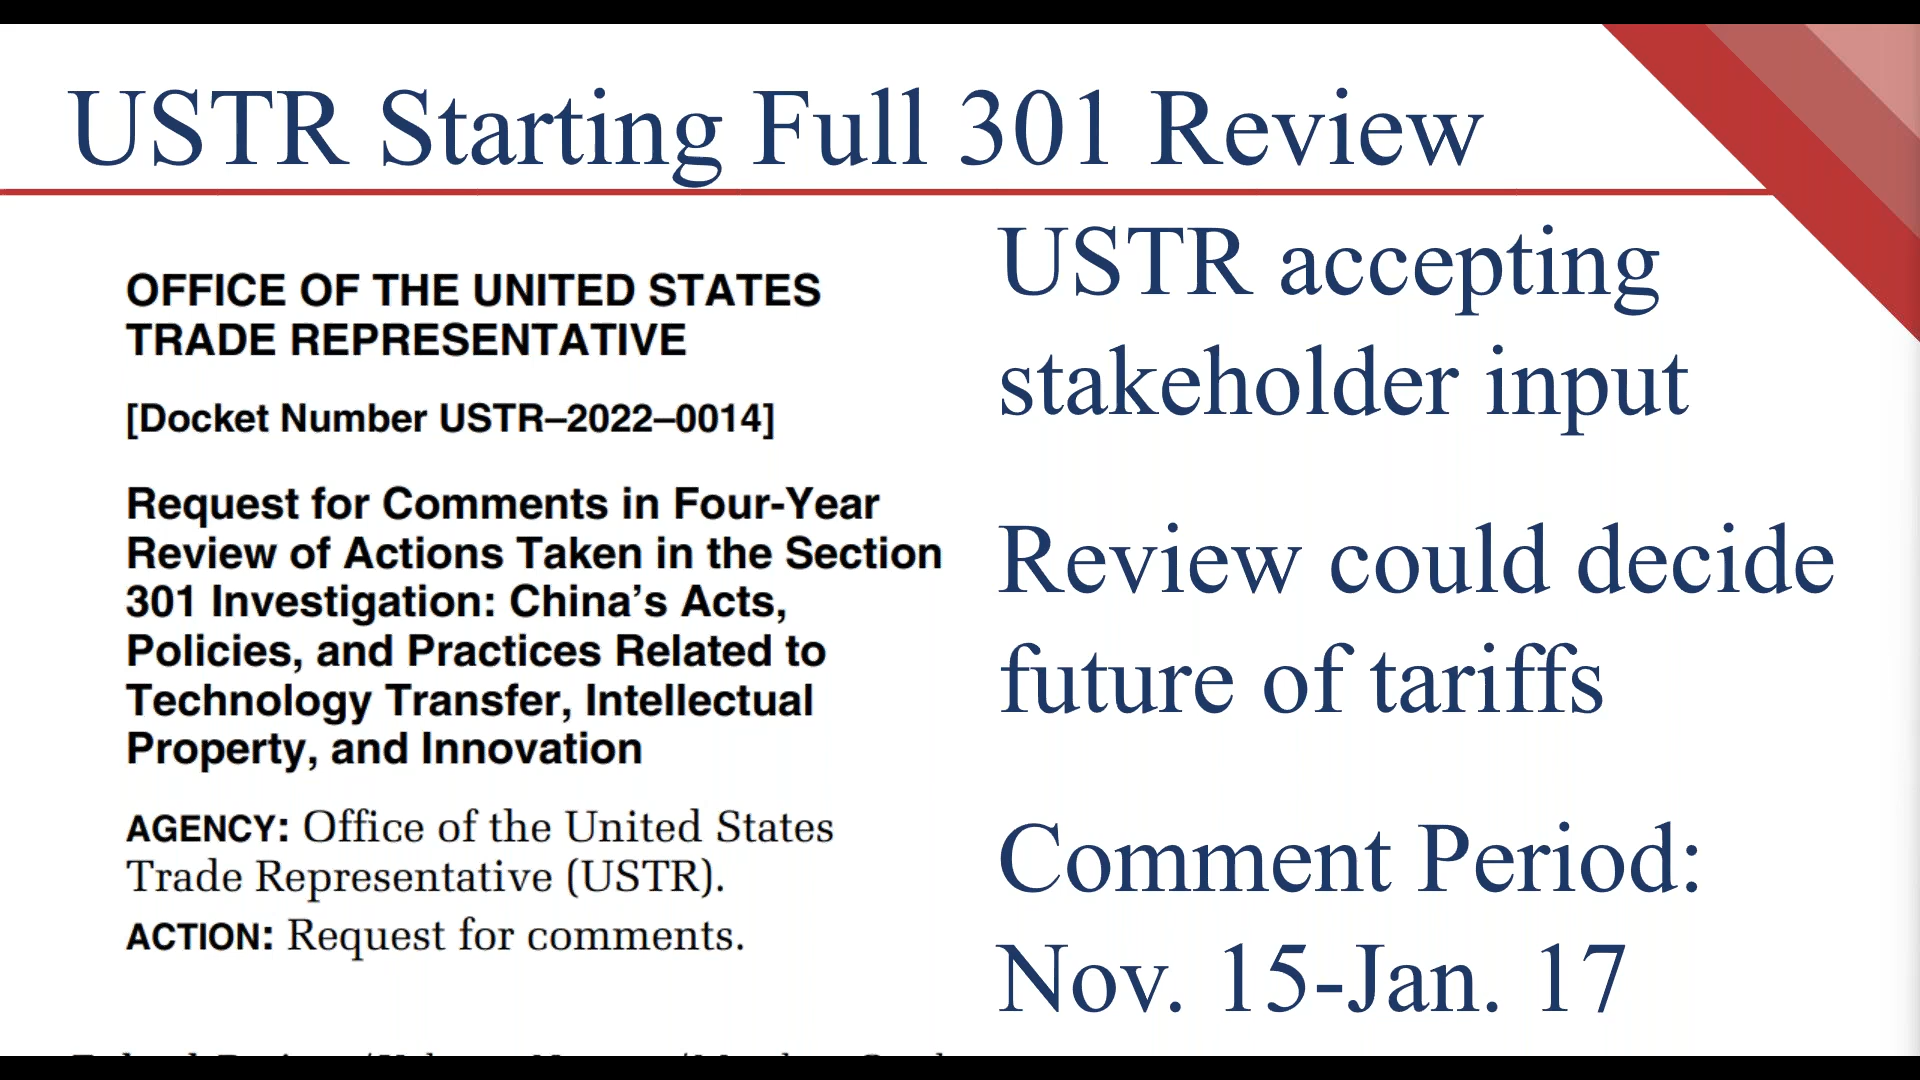 USTR Starting Full 301 Review
OFFICE OF THE UNITED STATES
TRADE REPRESENTATIVE
[Docket Number USTR–2022–0014]
Request for Comments in Four-Year
Review of Actions Taken in the Section
301 Investigation: China’s Acts,
Policies, and Practices Related to
Technology Transfer, Intellectual
Property, and Innovation
AGENCY: Office of the United States
Trade Representative (USTR).
ACTION: Request for comments.
USTR accepting
stakeholder input
Review could decide
future of tariffs
Comment Period:
Nov. 15-Jan. 17